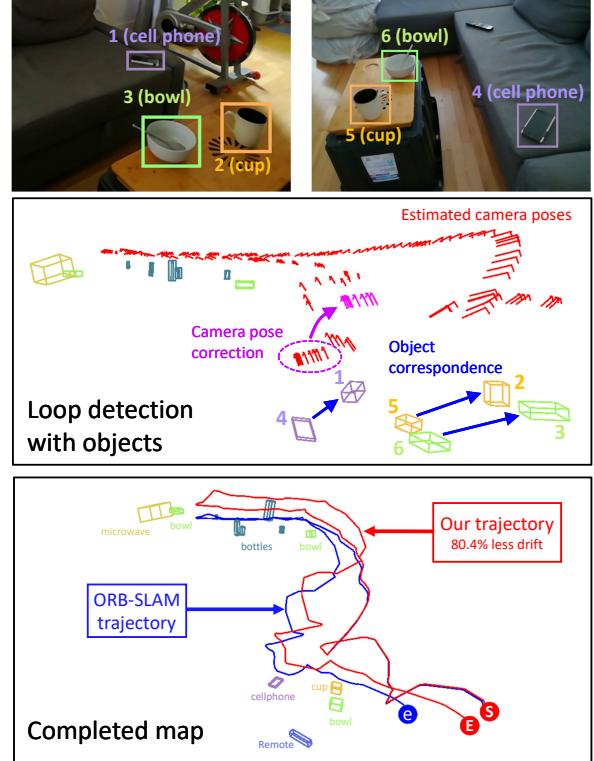 1 (cell phone)
3 (bowl)
2 (cup)
6 (bowl)
4 (cell phone)
5 (cup)
Estimated camera poses
Camera pose
correction
Object
correspondence
1
2
4
5
3
6
Loop detection
with objects
microwave
bowl
bottles
bowl
Our trajectory
80.4% less drift
ORB-SLAM
trajectory
cellphone
cup
bowl
e
E
S
Remote
Completed map